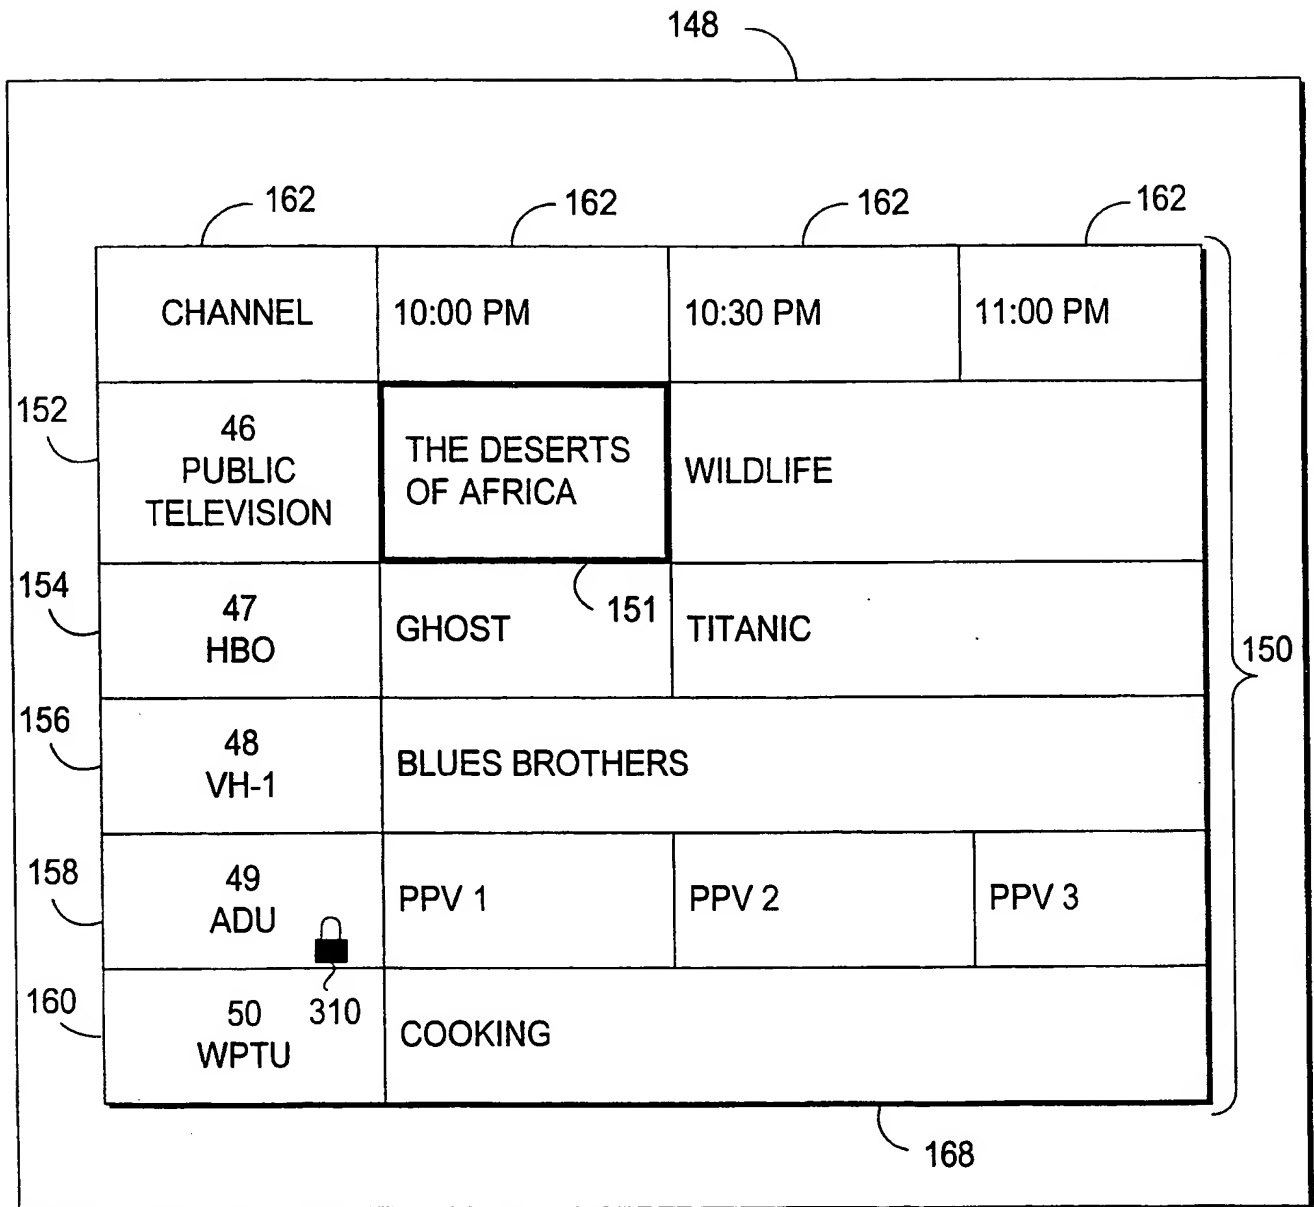 148
162 162 162 162
CHANNEL 10:00 PM 10:30 PM 11:00 PM
152
46
PUBLIC
TELEVISION
THE DESERTS
OF AFRICA
WILDLIFE
151
154
47
HBO
GHOST
TITANIC
150
156
48
VH-1
BLUES BROTHERS
158
49
ADU
PPV 1 PPV 2 PPV 3
310
160
50
WPTU
COOKING
168